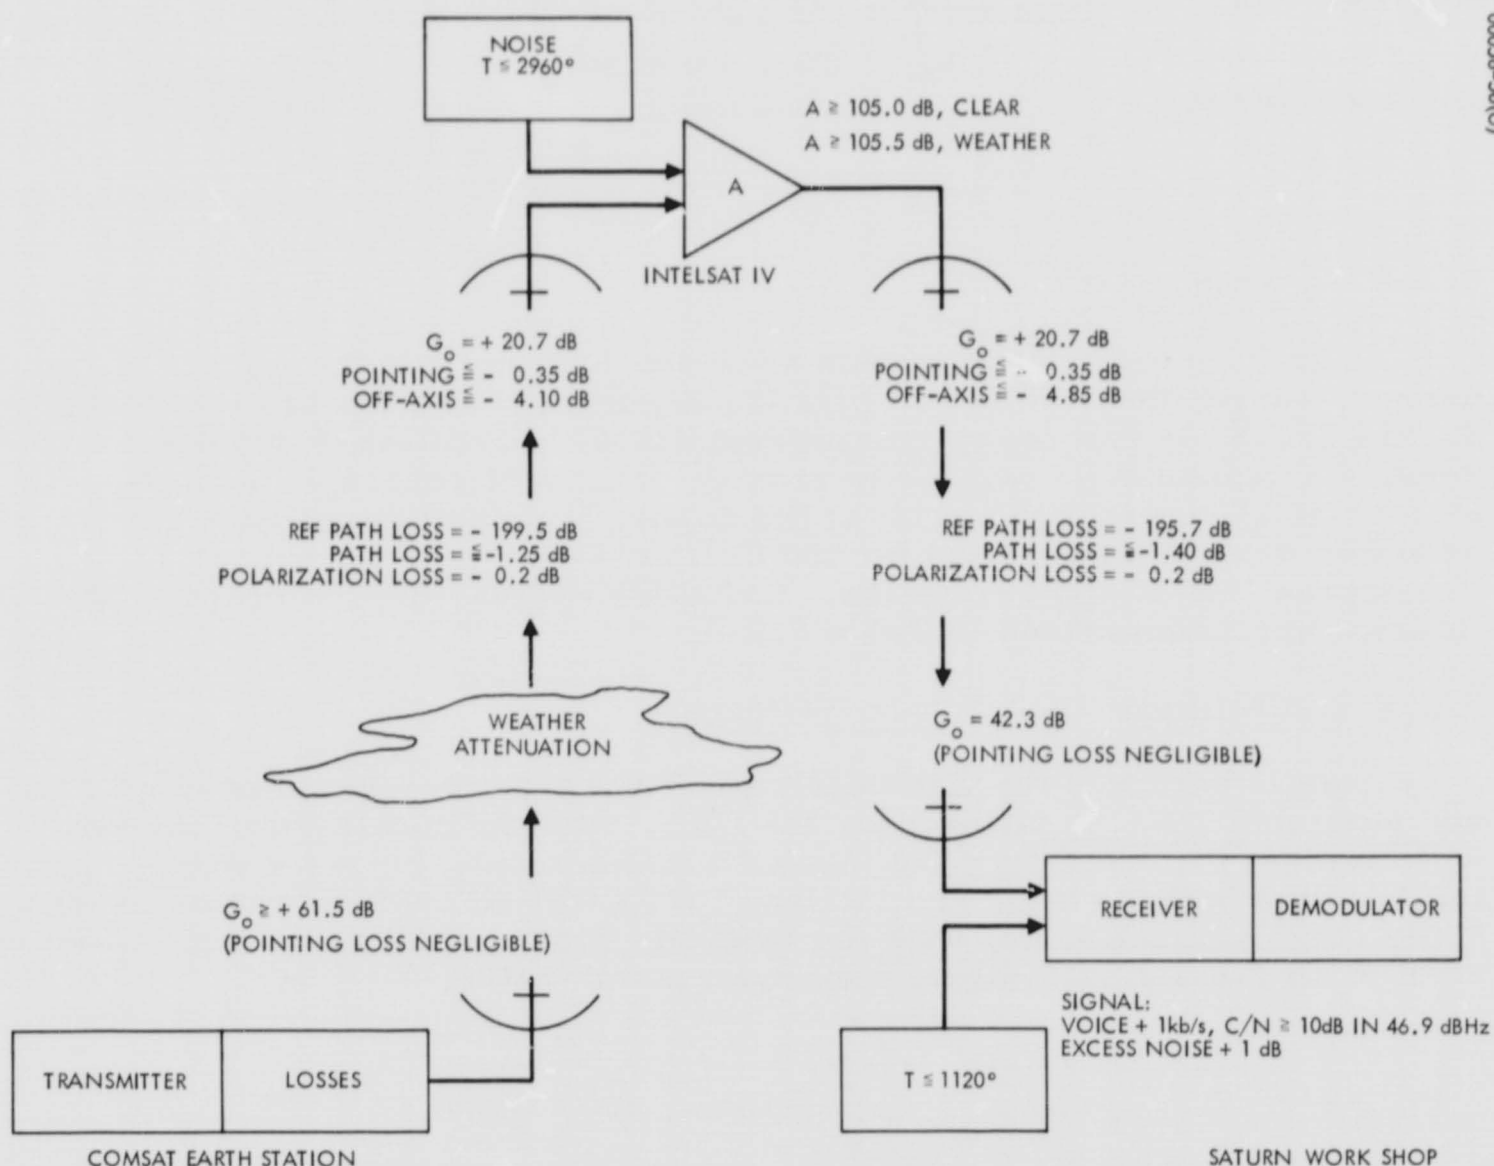 NOISE
T ≤ 2960°
A ≥ 105.0 dB, CLEAR
A ≥ 105.5 dB, WEATHER
A
INTELSAT IV
G₀ = + 20.7 dB
POINTING ≦ - 0.35 dB
OFF-AXIS ≦ - 4.10 dB
G₀ = + 20.7 dB
POINTING ≦ - 0.35 dB
OFF-AXIS ≦ - 4.85 dB
REF PATH LOSS = - 199.5 dB
PATH LOSS = ≦ -1.25 dB
POLARIZATION LOSS = - 0.2 dB
REF PATH LOSS = - 195.7 dB
PATH LOSS = ≦ -1.40 dB
POLARIZATION LOSS = - 0.2 dB
WEATHER
ATTENUATION
G₀ = 42.3 dB
(POINTING LOSS NEGLIGIBLE)
G₀ ≥ + 61.5 dB
(POINTING LOSS NEGLIGIBLE)
RECEIVER
DEMODULATOR
SIGNAL:
VOICE + 1kb/s, C/N ≥ 10dB IN 46.9 dBHz
EXCESS NOISE + 1 dB
TRANSMITTER
LOSSES
T ≤ 1120°
COMSAT EARTH STATION
SATURN WORK SHOP